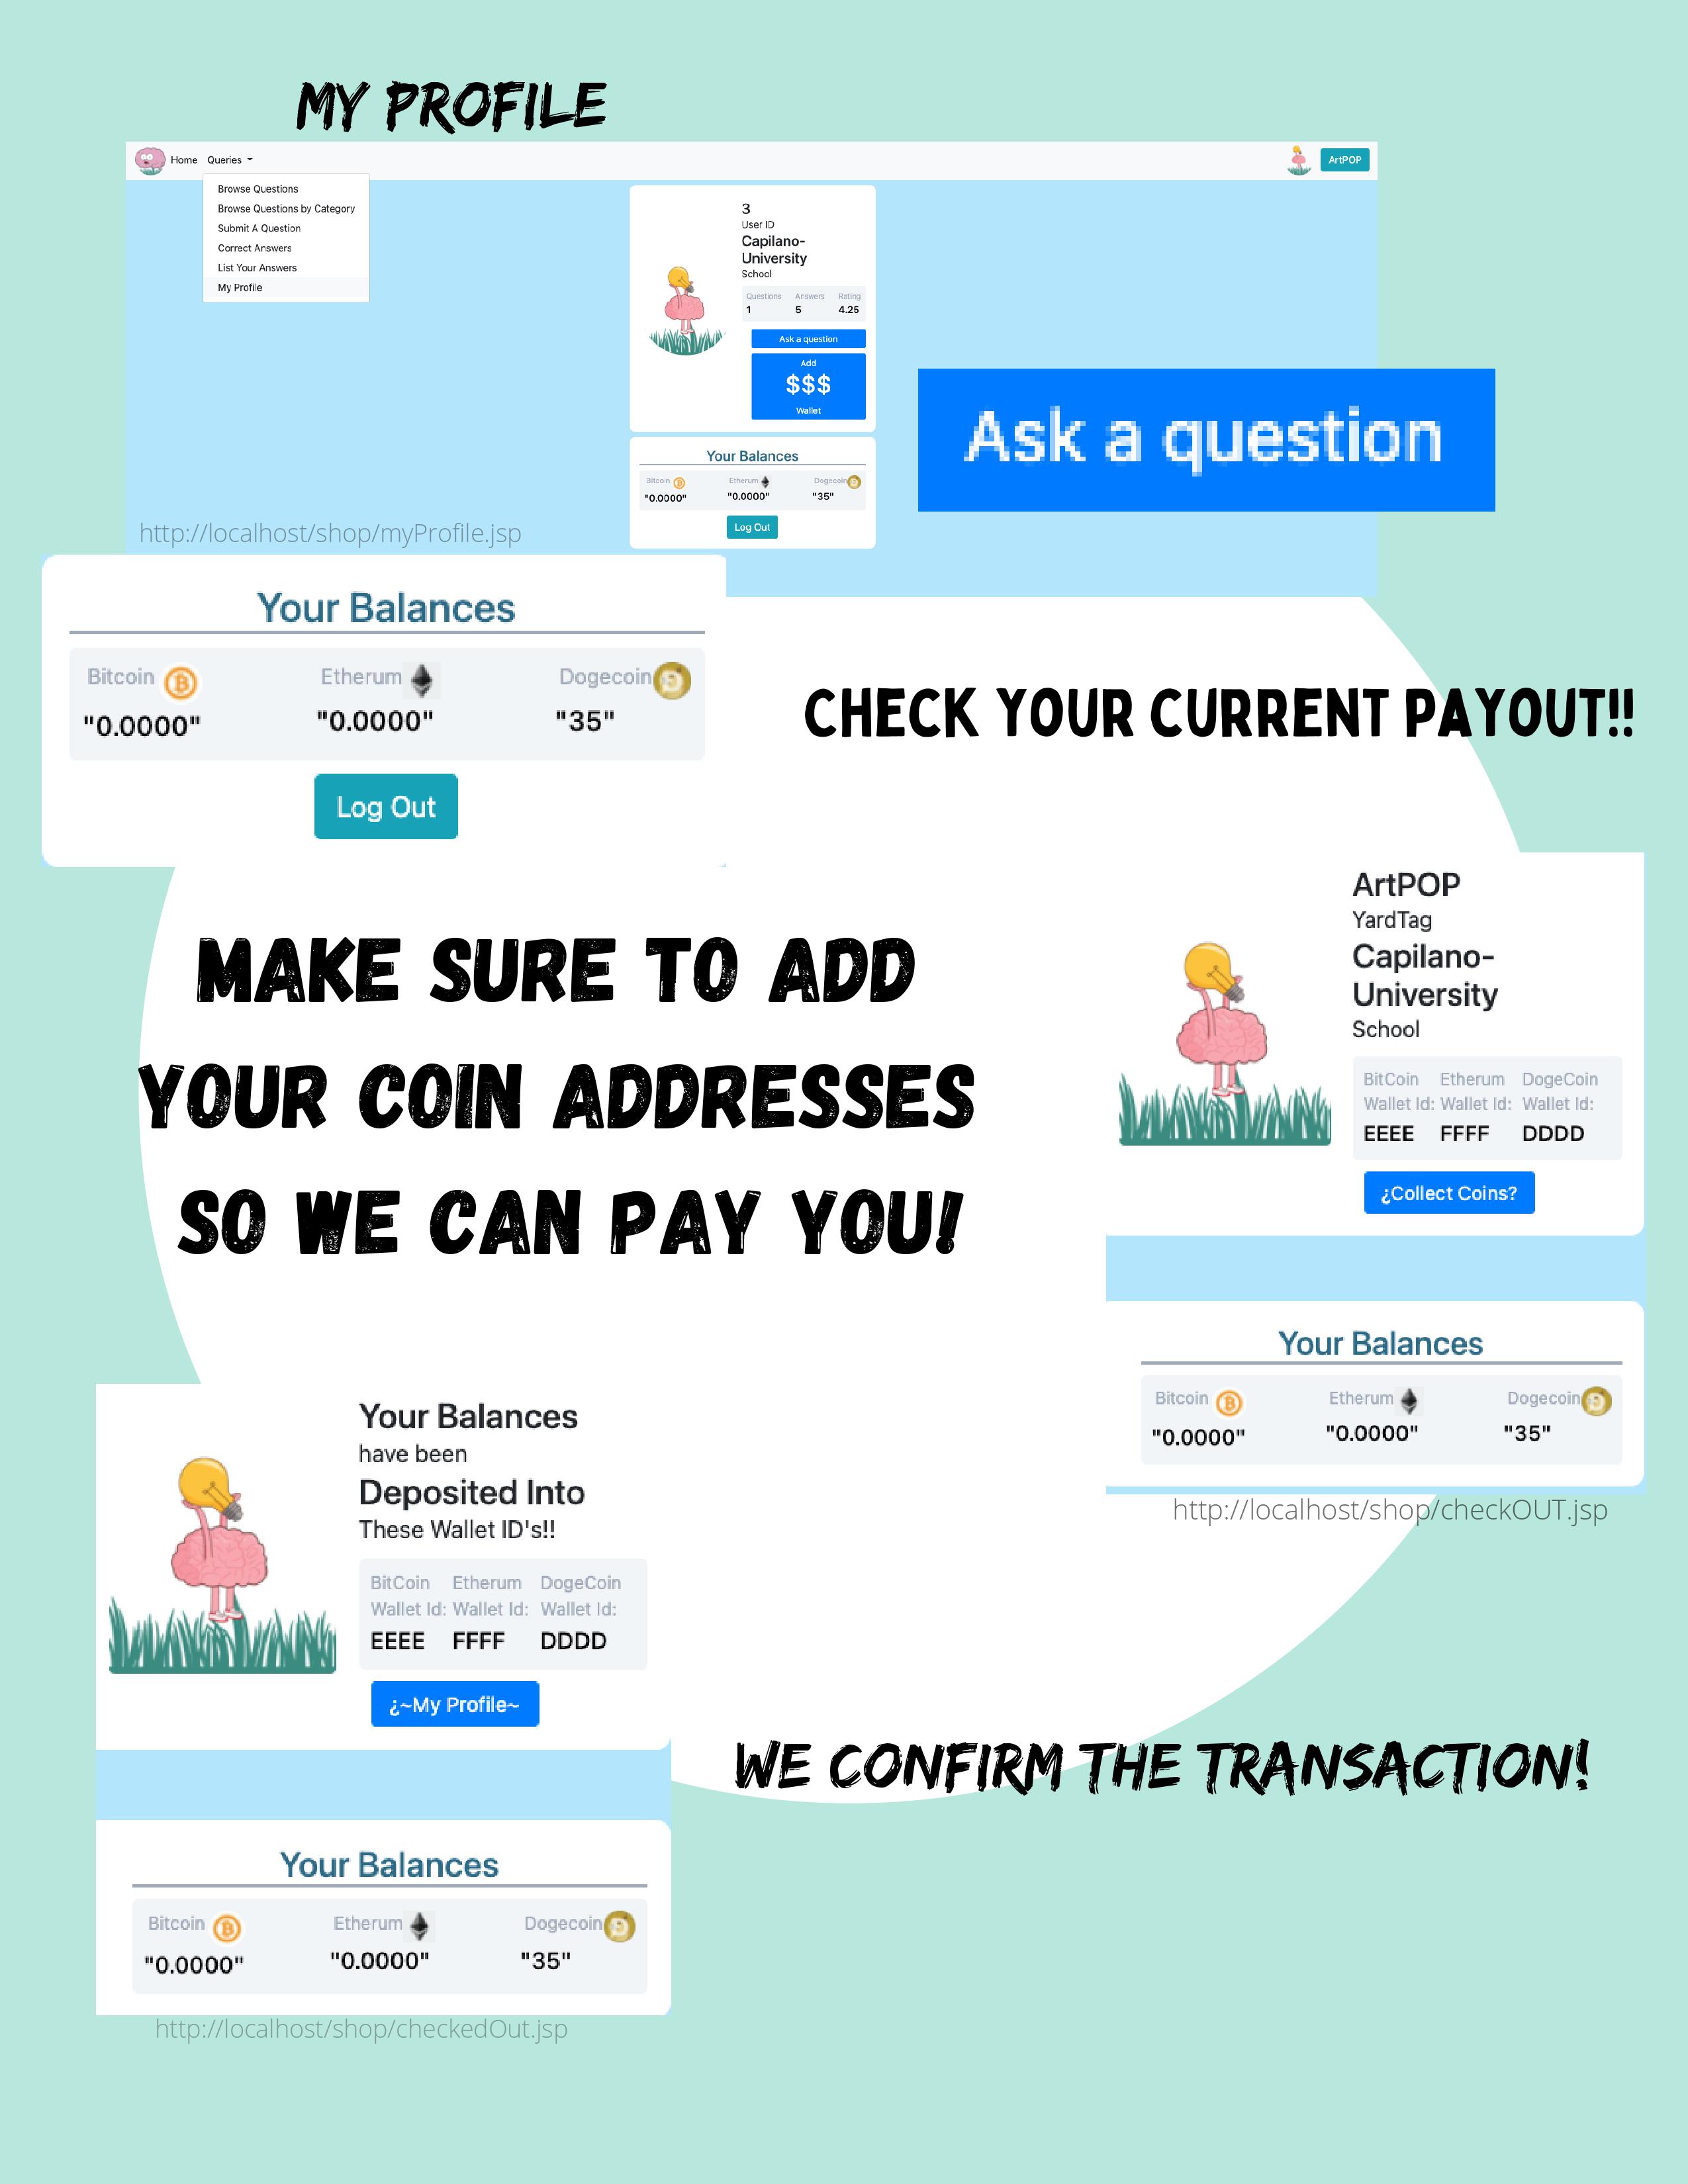 MY PROFILE
Home Queries
ArtPOP
Browse Questions
Browse Questions by Category
Submit A Question
Correct Answers
List Your Answers
My Profile
3
User ID
Capilano-
University
School
Questions Answers Rating
1 5 4.25
Ask a question
Add
$$$
Wallet
Your Balances
Bitcoin Etherum Dogecoin
"0.0000" "0.0000" "35"
Log Out
Ask a question
http://localhost/shop/myProfile.jsp
Your Balances
Bitcoin Etherum Dogecoin
"0.0000" "0.0000" "35"
Log Out
CHECK YOUR CURRENT PAYOUT!!
MAKE SURE TO ADD
YOUR COIN ADDRESSES
SO WE CAN PAY YOU!
ArtPOP
YardTag
Capilano-
University
School
BitCoin Etherum DogeCoin
Wallet Id: Wallet Id: Wallet Id:
EEEE FFFF DDDD
¿Collect Coins?
Your Balances
Bitcoin Etherum Dogecoin
"0.0000" "0.0000" "35"
http://localhost/shop/checkOUT.jsp
Your Balances
have been
Deposited Into
These Wallet ID's!!
BitCoin Etherum DogeCoin
Wallet Id: Wallet Id: Wallet Id:
EEEE FFFF DDDD
¿~My Profile~
WE CONFIRM THE TRANSACTION!
Your Balances
Bitcoin Etherum Dogecoin
"0.0000" "0.0000" "35"
http://localhost/shop/checkedOut.jsp